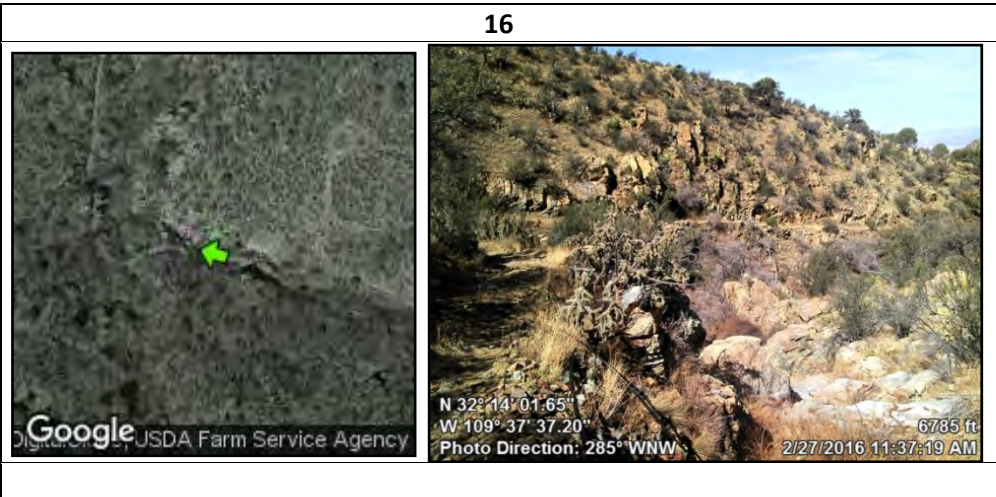 16
Google
USDA Farm Service Agency
N 32° 14' 01.65"
W 109° 37' 37.20"
Photo Direction: 285° WNW
6785 ft
2/27/2016 11:37:19 AM